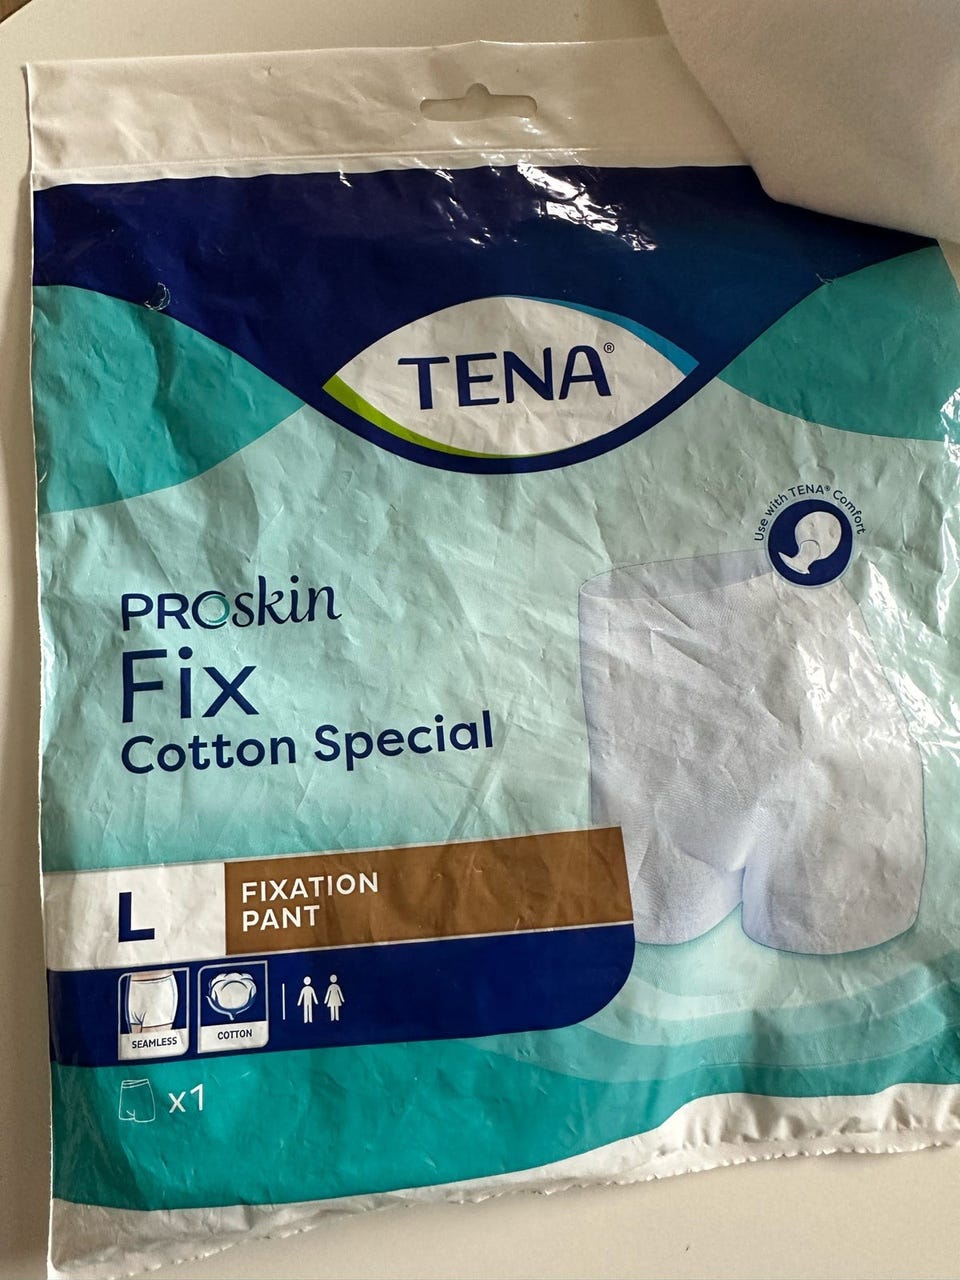 TENA®
Use with TENA® Comfort
PROskin
Fix
Cotton Special
L
FIXATION
PANT
SEAMLESS
COTTON
x1